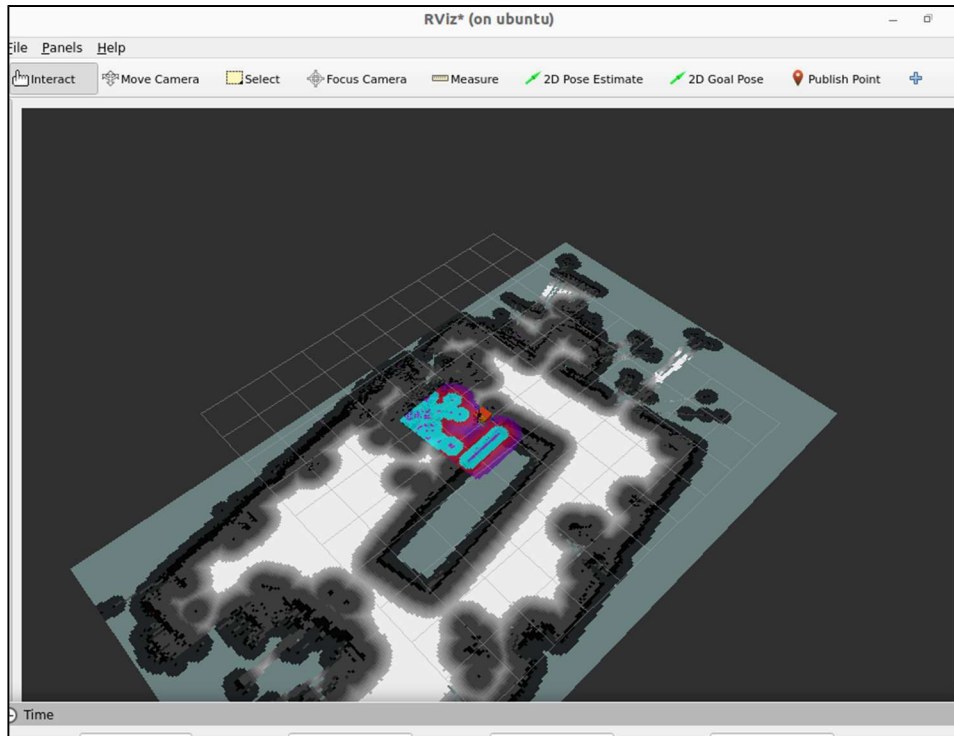 RViz* (on ubuntu)
File Panels Help
Interact Move Camera Select Focus Camera Measure 2D Pose Estimate 2D Goal Pose Publish Point
Time